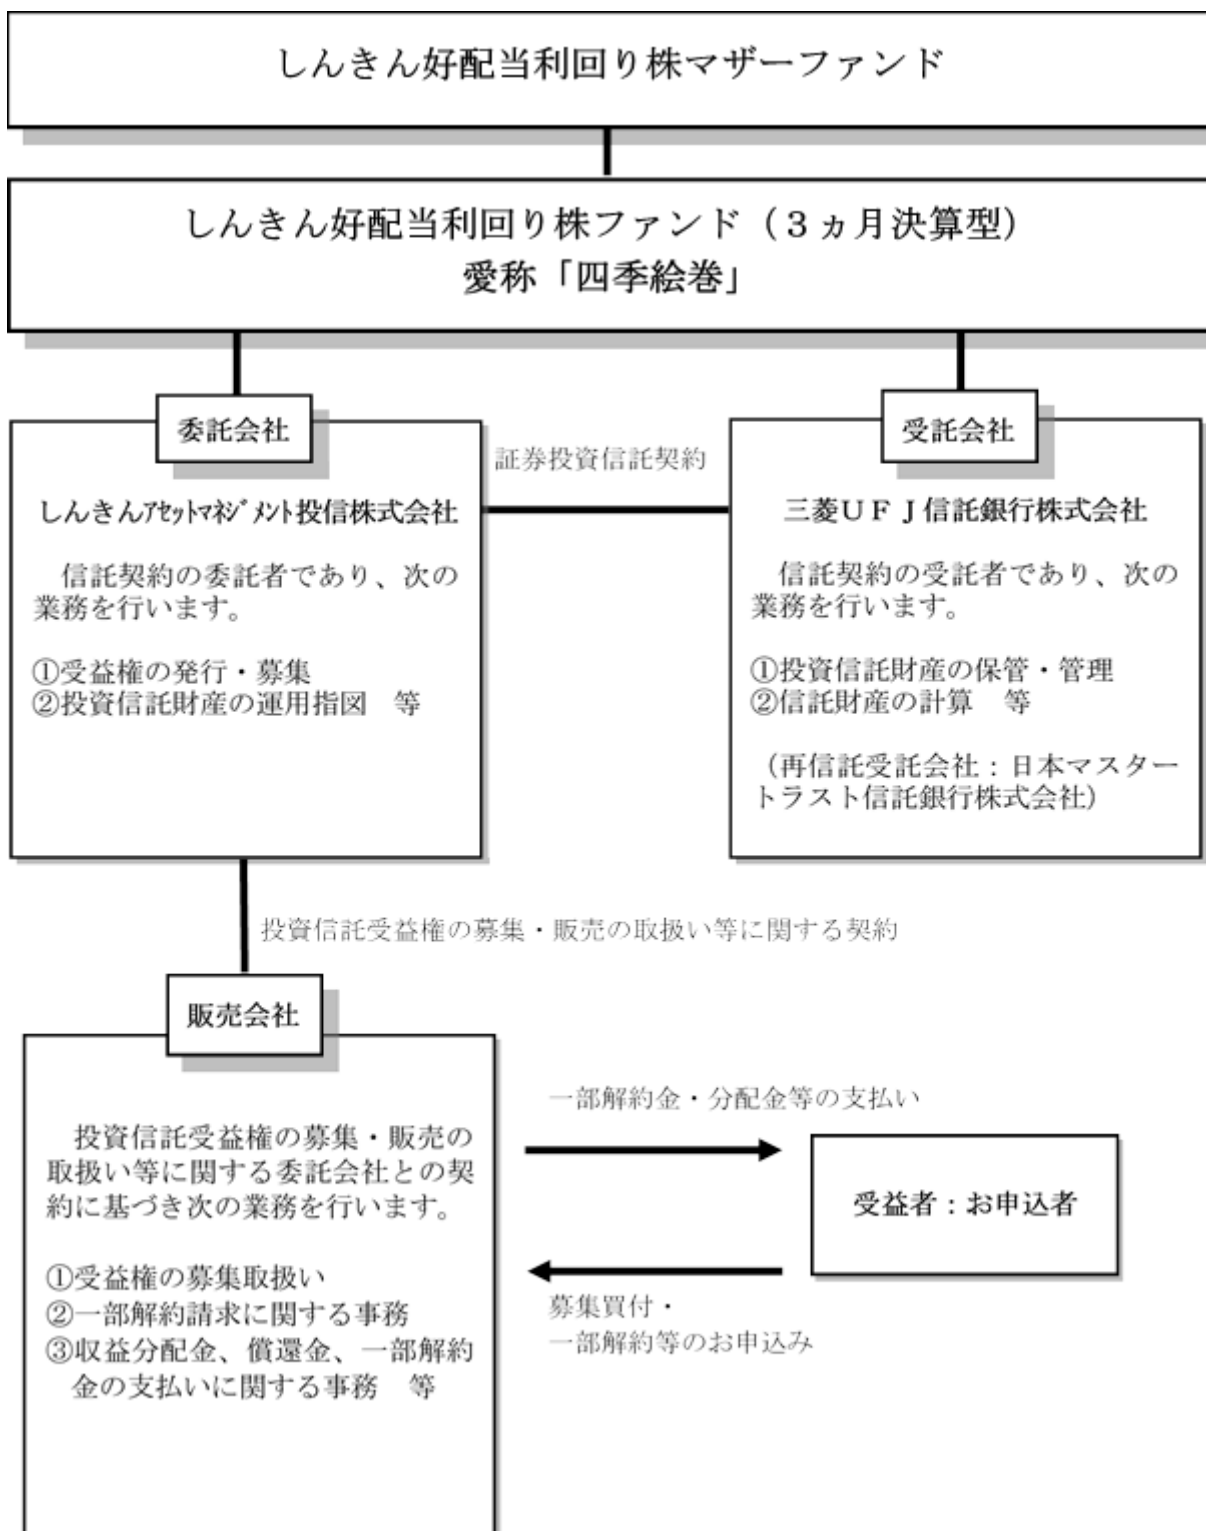 しんきん好配当利回り株マザーファンド
しんきん好配当利回り株ファンド（３ヵ月決算型）
愛称「四季絵巻」
委託会社
しんきんｱｾｯﾄﾏﾈｼﾞﾒﾝﾄ投信株式会社
信託契約の委託者であり、次の
業務を行います。
①受益権の発行・募集
②投資信託財産の運用指図　等
証券投資信託契約
受託会社
三菱ＵＦＪ信託銀行株式会社
信託契約の受託者であり、次の
業務を行います。
①投資信託財産の保管・管理
②信託財産の計算　等
（再信託受託会社：日本マスター
トラスト信託銀行株式会社）
投資信託受益権の募集・販売の取扱い等に関する契約
販売会社
投資信託受益権の募集・販売の
取扱い等に関する委託会社との契
約に基づき次の業務を行います。
①受益権の募集取扱い
②一部解約請求に関する事務
③収益分配金、償還金、一部解約
金の支払いに関する事務　等
一部解約金・分配金等の支払い
受益者：お申込者
募集買付・
一部解約等のお申込み